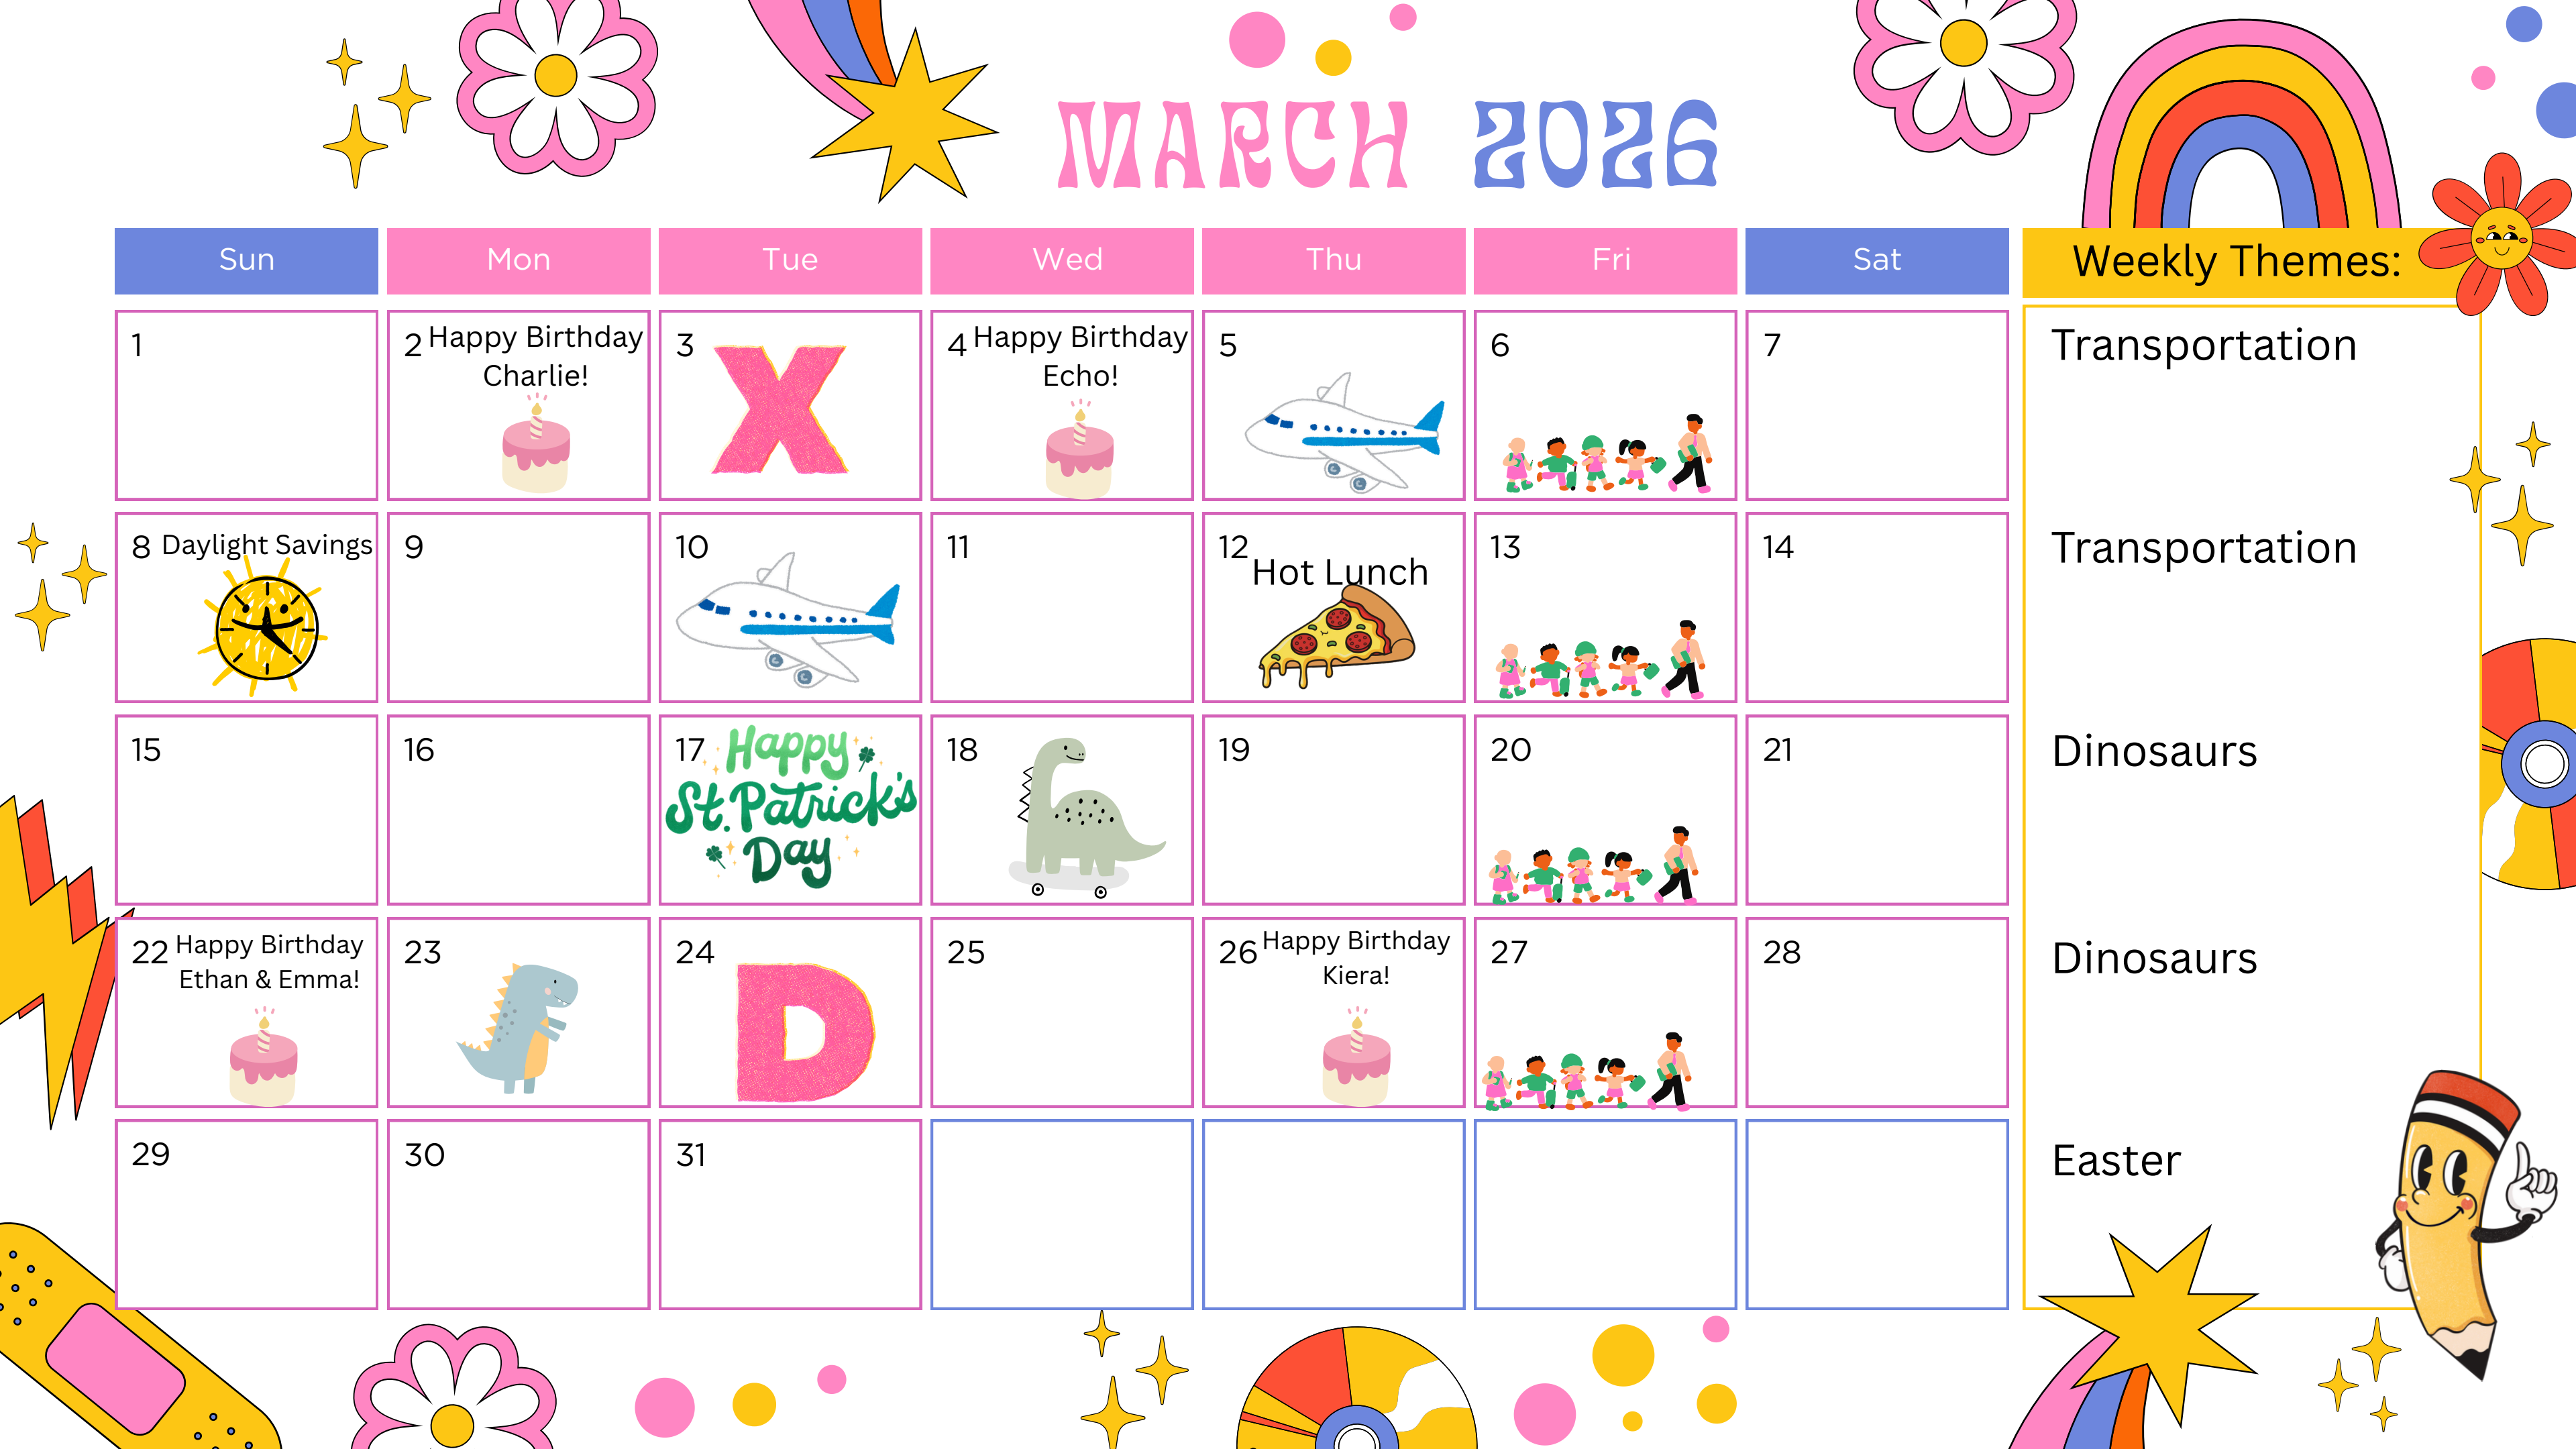 MARCH 2026
Sun Mon Tue Wed Thu Fri Sat Weekly Themes:
1
2 Happy Birthday
Charlie!
3 X
4 Happy Birthday
Echo!
5
6
7
Transportation
8 Daylight Savings
9
10
11
12
Hot Lunch
13
14
Transportation
15
16
17 Happy
St. Patrick's
Day
18
19
20
21
Dinosaurs
22 Happy Birthday
Ethan & Emma!
23
24 D
25
26 Happy Birthday
Kiera!
27
28
Dinosaurs
29
30
31
Easter